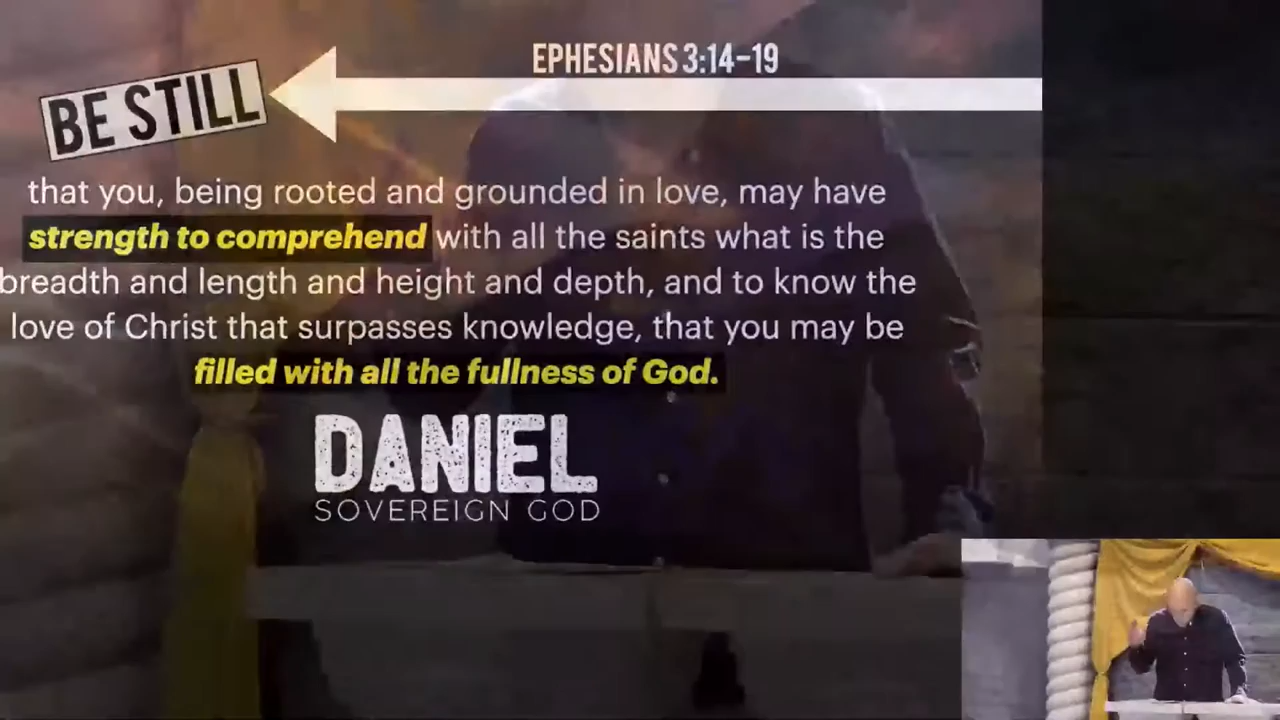 EPHESIANS 3:14-19
BE STILL
that you, being rooted and grounded in love, may have
strength to comprehend with all the saints what is the
breadth and length and height and depth, and to know the
love of Christ that surpasses knowledge, that you may be
filled with all the fullness of God.
DANIEL
SOVEREIGN GOD